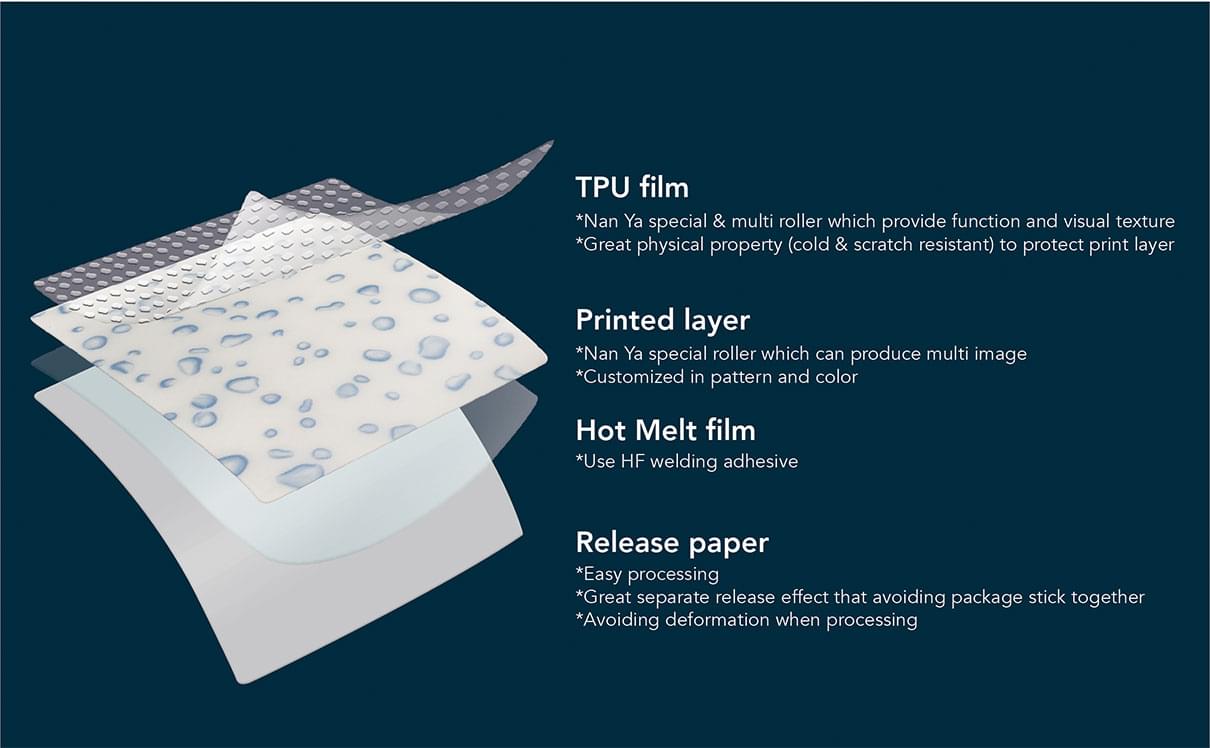 TPU film
*Nan Ya special & multi roller which provide function and visual texture
*Great physical property (cold & scratch resistant) to protect print layer
Printed layer
*Nan Ya special roller which can produce multi image
*Customized in pattern and color
Hot Melt film
*Use HF welding adhesive
Release paper
*Easy processing
*Great separate release effect that avoiding package stick together
*Avoiding deformation when processing